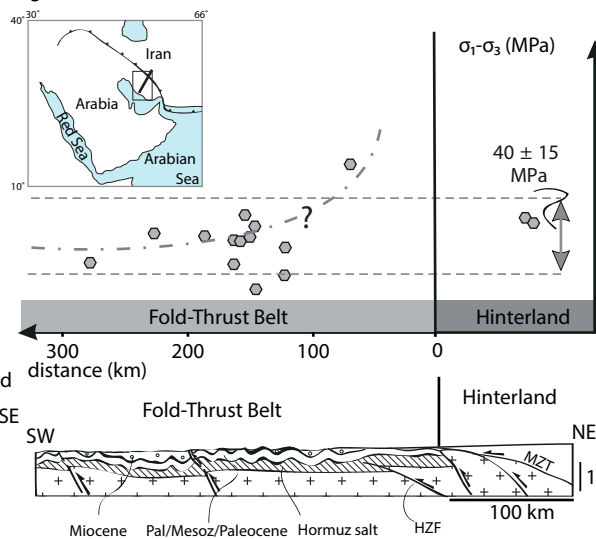 40° 30° 66°
Iran
Arabia
Red Sea
Arabian
Sea
10°
σ₁-σ₃ (MPa)
40 ± 15
MPa
?
Fold-Thrust Belt Hinterland
300 200 100 0
distance (km)
d
SE
Fold-Thrust Belt Hinterland
SW NE
MZT
1
100 km
Miocene Pal/Mesoz/Paleocene Hormuz salt HZF